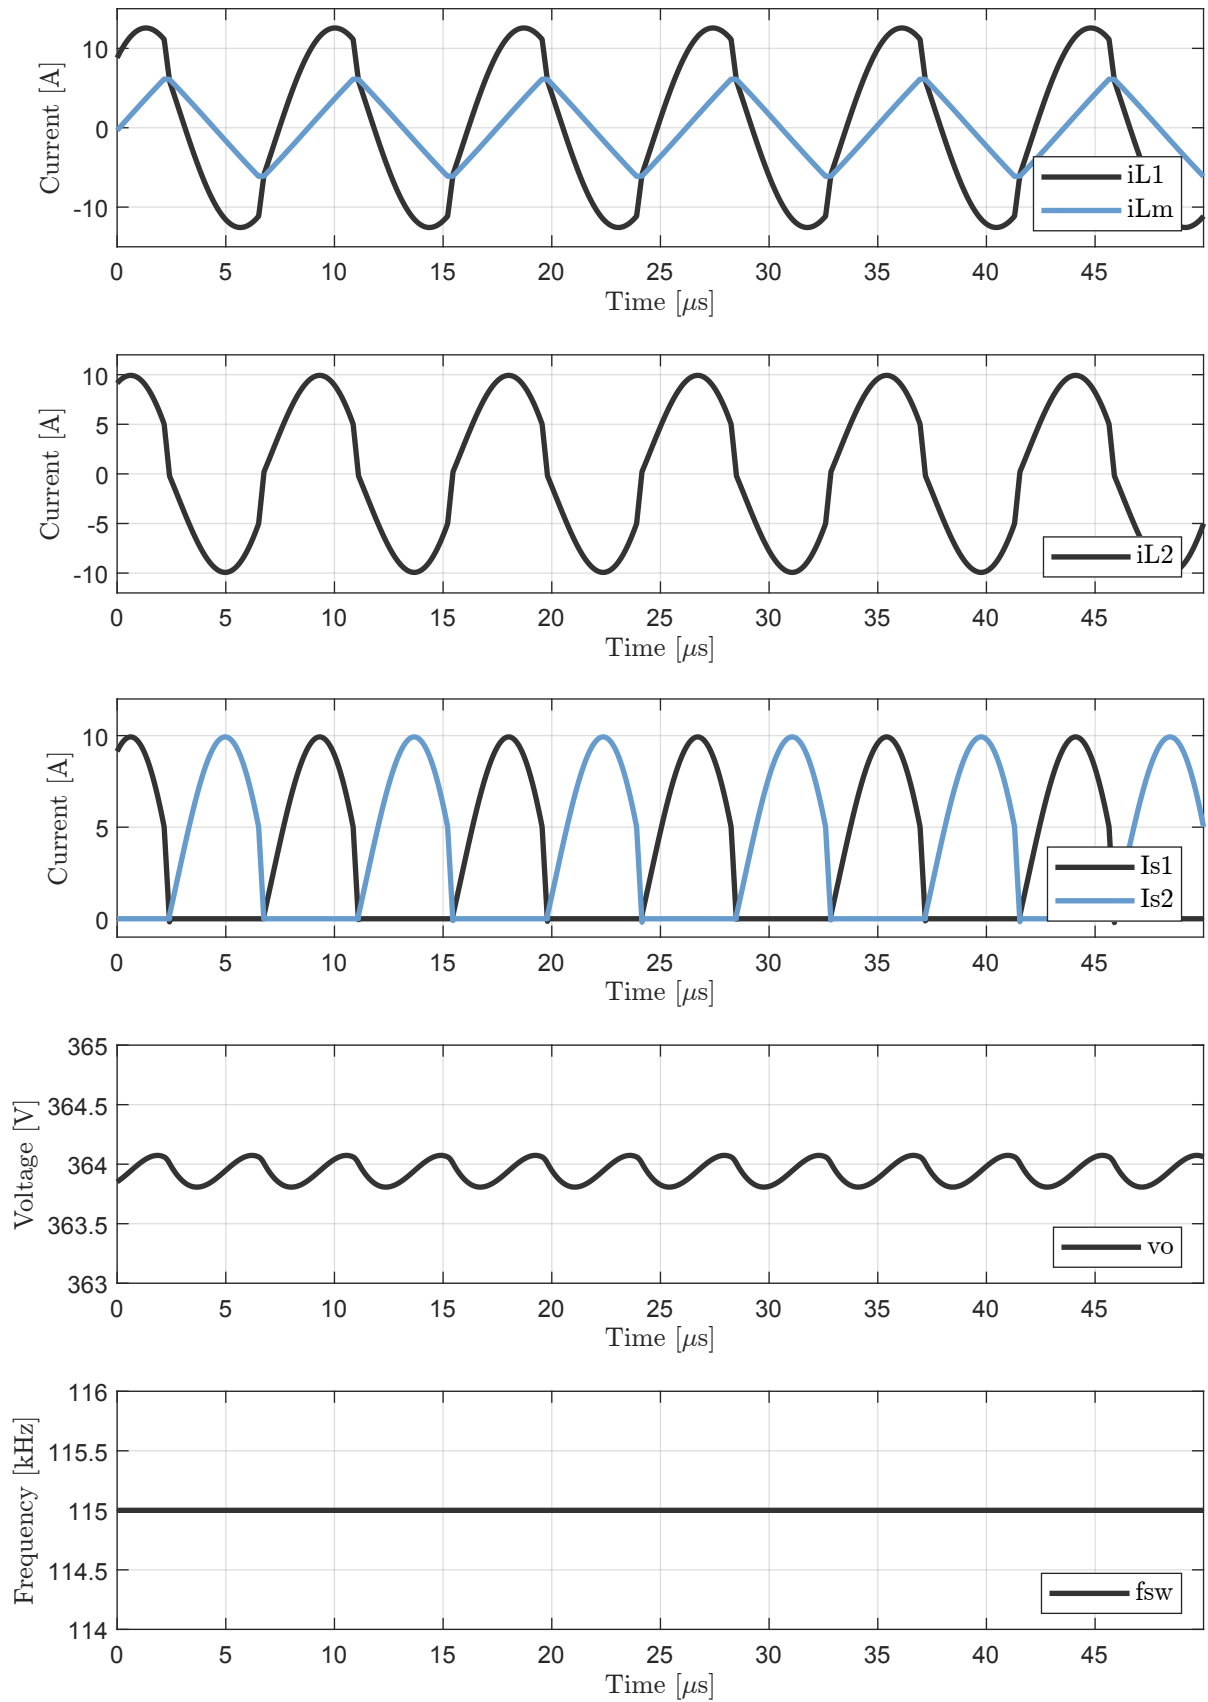 Current [A]
10
0
-10
iL1
iLm
0 5 10 15 20 25 30 35 40 45
Time [μs]
Current [A]
10
5
0
-5
-10
iL2
0 5 10 15 20 25 30 35 40 45
Time [μs]
Current [A]
10
5
0
Is1
Is2
0 5 10 15 20 25 30 35 40 45
Time [μs]
Voltage [V]
365
364.5
364
363.5
363
vo
0 5 10 15 20 25 30 35 40 45
Time [μs]
Frequency [kHz]
116
115.5
115
114.5
114
fsw
0 5 10 15 20 25 30 35 40 45
Time [μs]